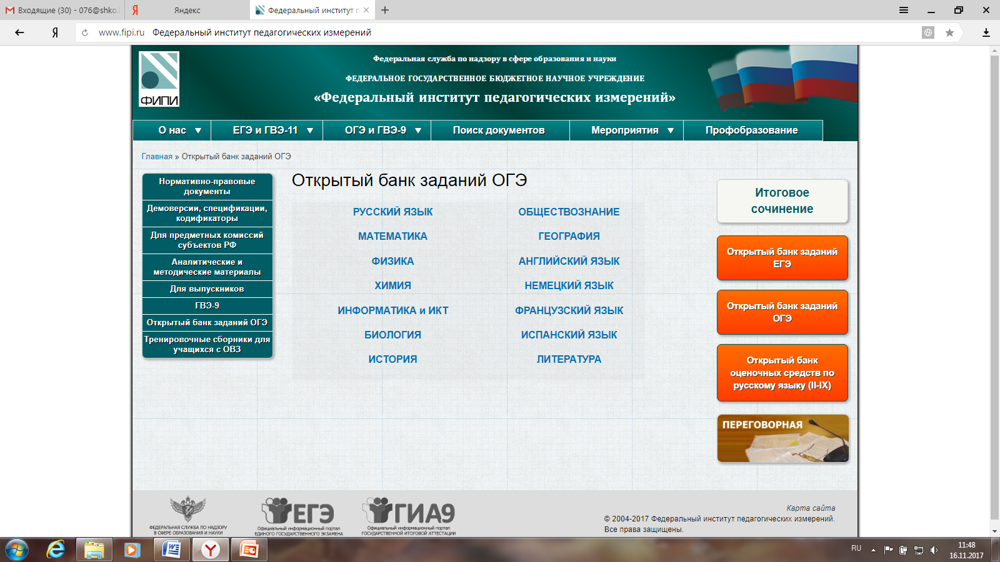 Входящие (30) - 076@shko
Яндекс
Федеральный институт п
www.fipi.ru Федеральный институт педагогических измерений
ФИПИ
Федеральная служба по надзору в сфере образования и науки
ФЕДЕРАЛЬНОЕ ГОСУДАРСТВЕННОЕ БЮДЖЕТНОЕ НАУЧНОЕ УЧРЕЖДЕНИЕ
«Федеральный институт педагогических измерений»
О нас
ЕГЭ и ГВЭ-11
ОГЭ и ГВЭ-9
Поиск документов
Мероприятия
Профобразование
Главная » Открытый банк заданий ОГЭ
Нормативно-правовые
документы
Демоверсии, спецификации,
кодификаторы
Для предметных комиссий
субъектов РФ
Аналитические и
методические материалы
Для выпускников
ГВЭ-9
Открытый банк заданий ОГЭ
Тренировочные сборники для
учащихся с ОВЗ
Открытый банк заданий ОГЭ
РУССКИЙ ЯЗЫК
ОБЩЕСТВОЗНАНИЕ
МАТЕМАТИКА
ГЕОГРАФИЯ
ФИЗИКА
АНГЛИЙСКИЙ ЯЗЫК
ХИМИЯ
НЕМЕЦКИЙ ЯЗЫК
ИНФОРМАТИКА и ИКТ
ФРАНЦУЗСКИЙ ЯЗЫК
БИОЛОГИЯ
ИСПАНСКИЙ ЯЗЫК
ИСТОРИЯ
ЛИТЕРАТУРА
Итоговое
сочинение
Открытый банк заданий
ЕГЭ
Открытый банк заданий
ОГЭ
Открытый банк
оценочных средств по
русскому языку (II-IX)
ПЕРЕГОВОРНАЯ
ФЕДЕРАЛЬНАЯ СЛУЖБА ПО НАДЗОРУ
В СФЕРЕ ОБРАЗОВАНИЯ И НАУКИ
ЕГЭ
Официальный информационный портал
ЕДИНОГО ГОСУДАРСТВЕННОГО ЭКЗАМЕНА
ГИА9
Официальный информационный портал
ГОСУДАРСТВЕННОЙ ИТОГОВОЙ АТТЕСТАЦИИ
Карта сайта
© 2004-2017 Федеральный институт педагогических измерений.
Все права защищены.
RU
11:48
16.11.2017